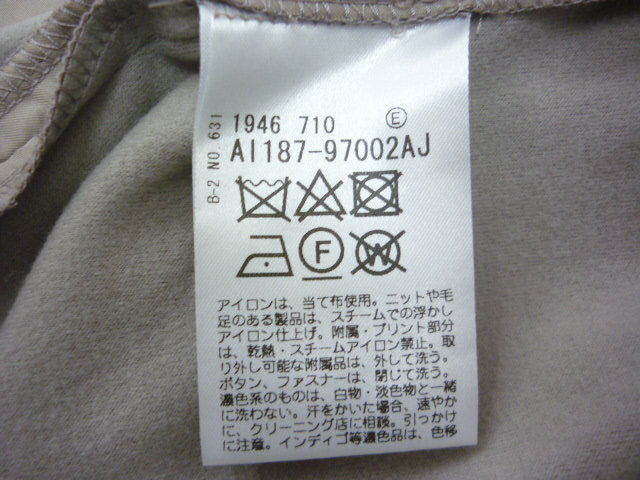 B-2 NO. 631
1946 710 E
AI187-97002AJ
F W
アイロンは、当て布使用。ニットや毛
足のある製品は、スチームでの浮かし
アイロン仕上げ。附属・プリント部分
は、乾熱・スチームアイロン禁止。取
り外し可能な附属品は、外して洗う。
ボタン、ファスナーは、閉じて洗う。
濃色系のものは、白物・淡色物と一緒
に洗わない。汗をかいた場合、速やか
に、クリーニング店に相談。引っかけ
に注意。インディゴ等濃色品は、色移